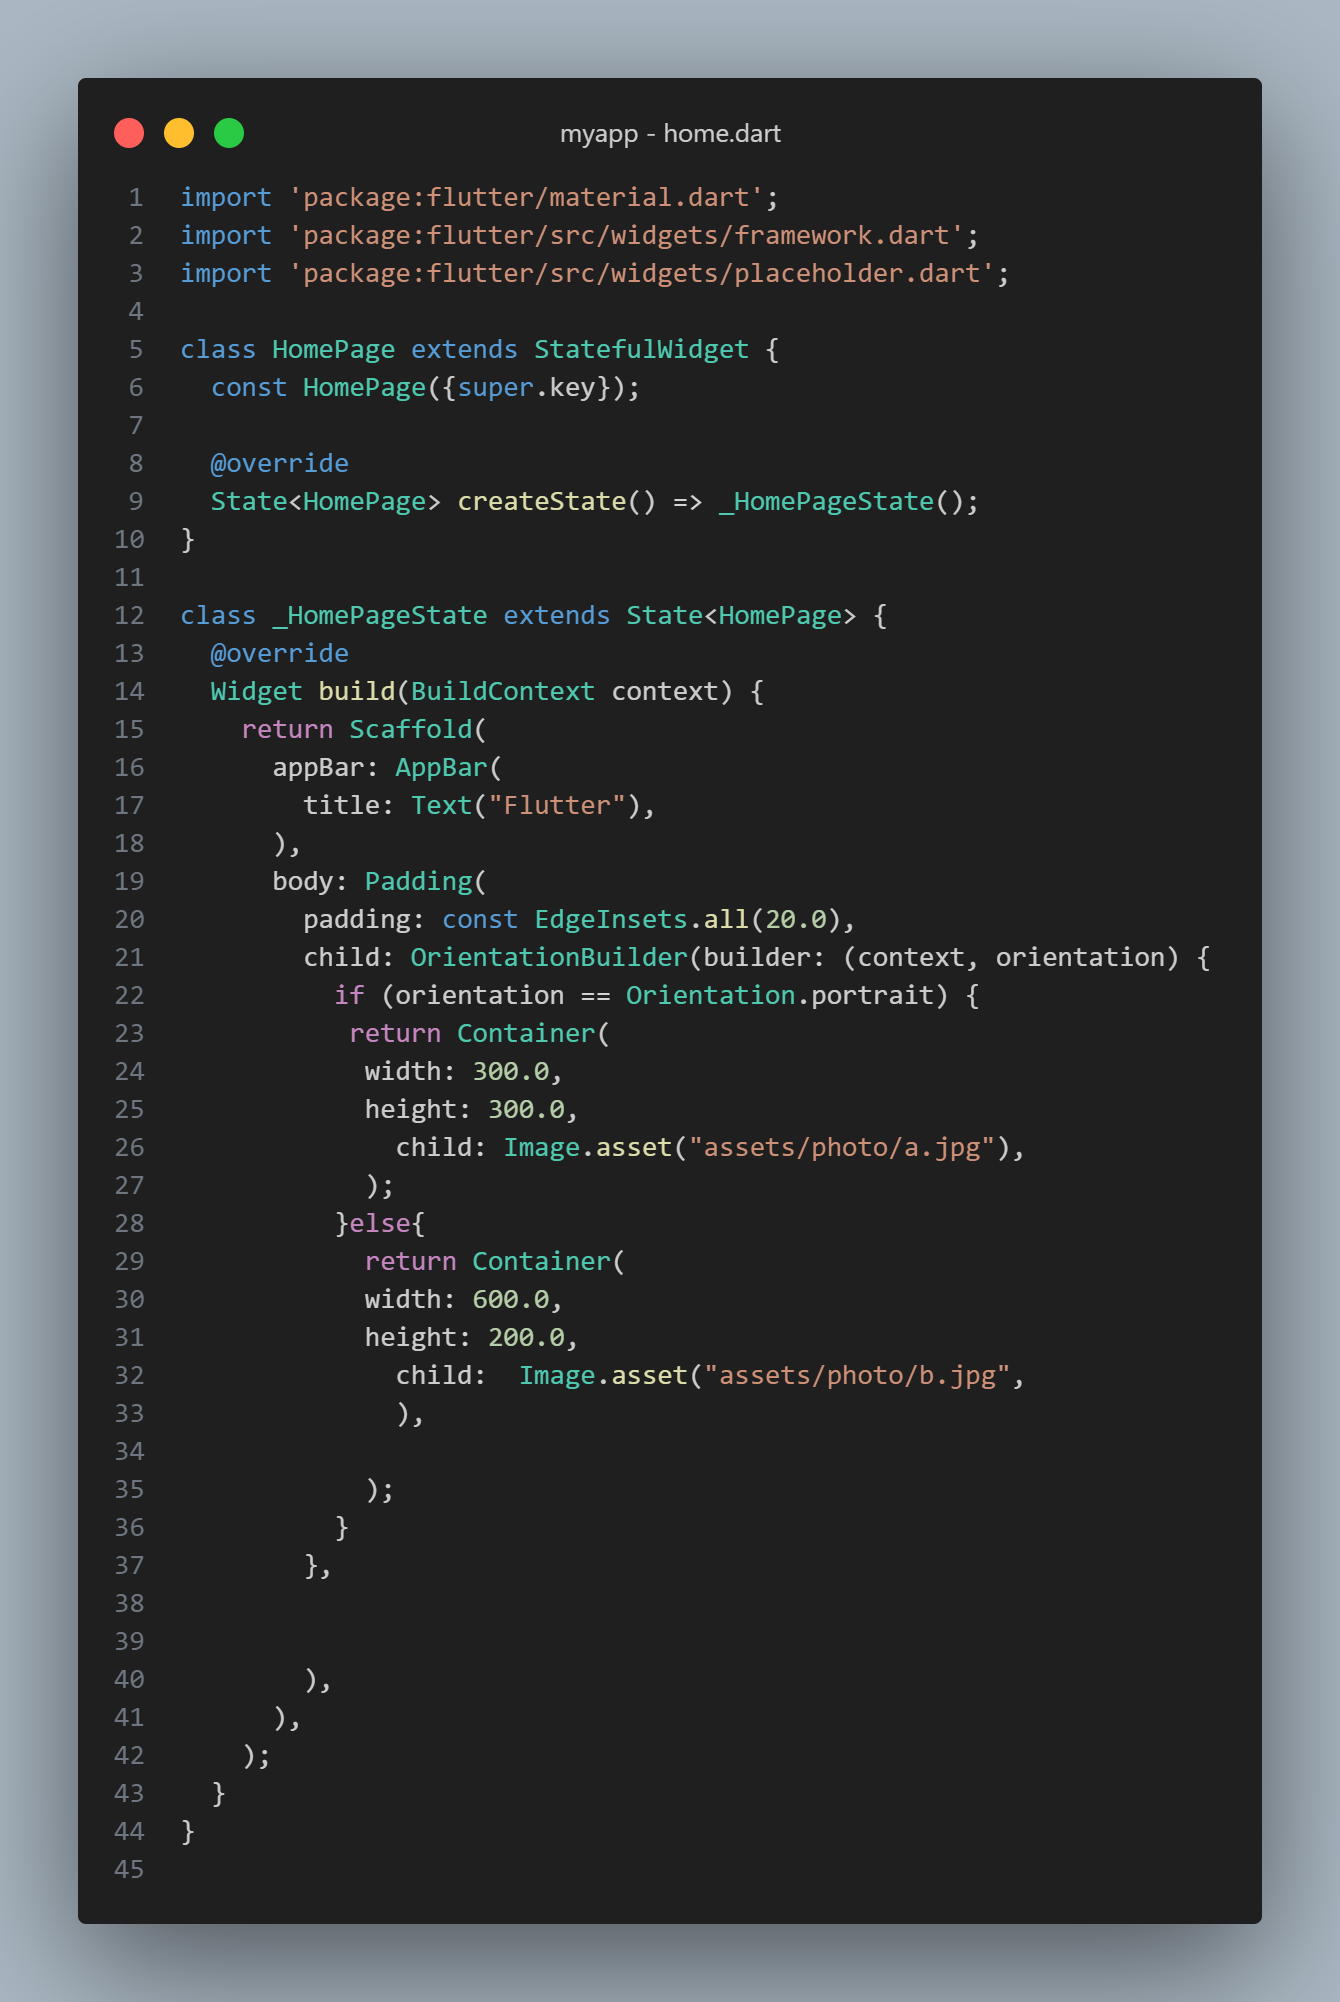 myapp - home.dart
1 import 'package:flutter/material.dart';
2 import 'package:flutter/src/widgets/framework.dart';
3 import 'package:flutter/src/widgets/placeholder.dart';
4
5 class HomePage extends StatefulWidget {
6   const HomePage({super.key});
7
8   @override
9   State<HomePage> createState() => _HomePageState();
10 }
11
12 class _HomePageState extends State<HomePage> {
13   @override
14   Widget build(BuildContext context) {
15     return Scaffold(
16       appBar: AppBar(
17         title: Text("Flutter"),
18       ),
19       body: Padding(
20         padding: const EdgeInsets.all(20.0),
21         child: OrientationBuilder(builder: (context, orientation) {
22           if (orientation == Orientation.portrait) {
23            return Container(
24             width: 300.0,
25             height: 300.0,
26               child: Image.asset("assets/photo/a.jpg"),
27             );
28           }else{
29             return Container(
30             width: 600.0,
31             height: 200.0,
32               child:  Image.asset("assets/photo/b.jpg",
33               ),
34
35             );
36           }
37         },
38
39
40         ),
41       ),
42     );
43   }
44 }
45